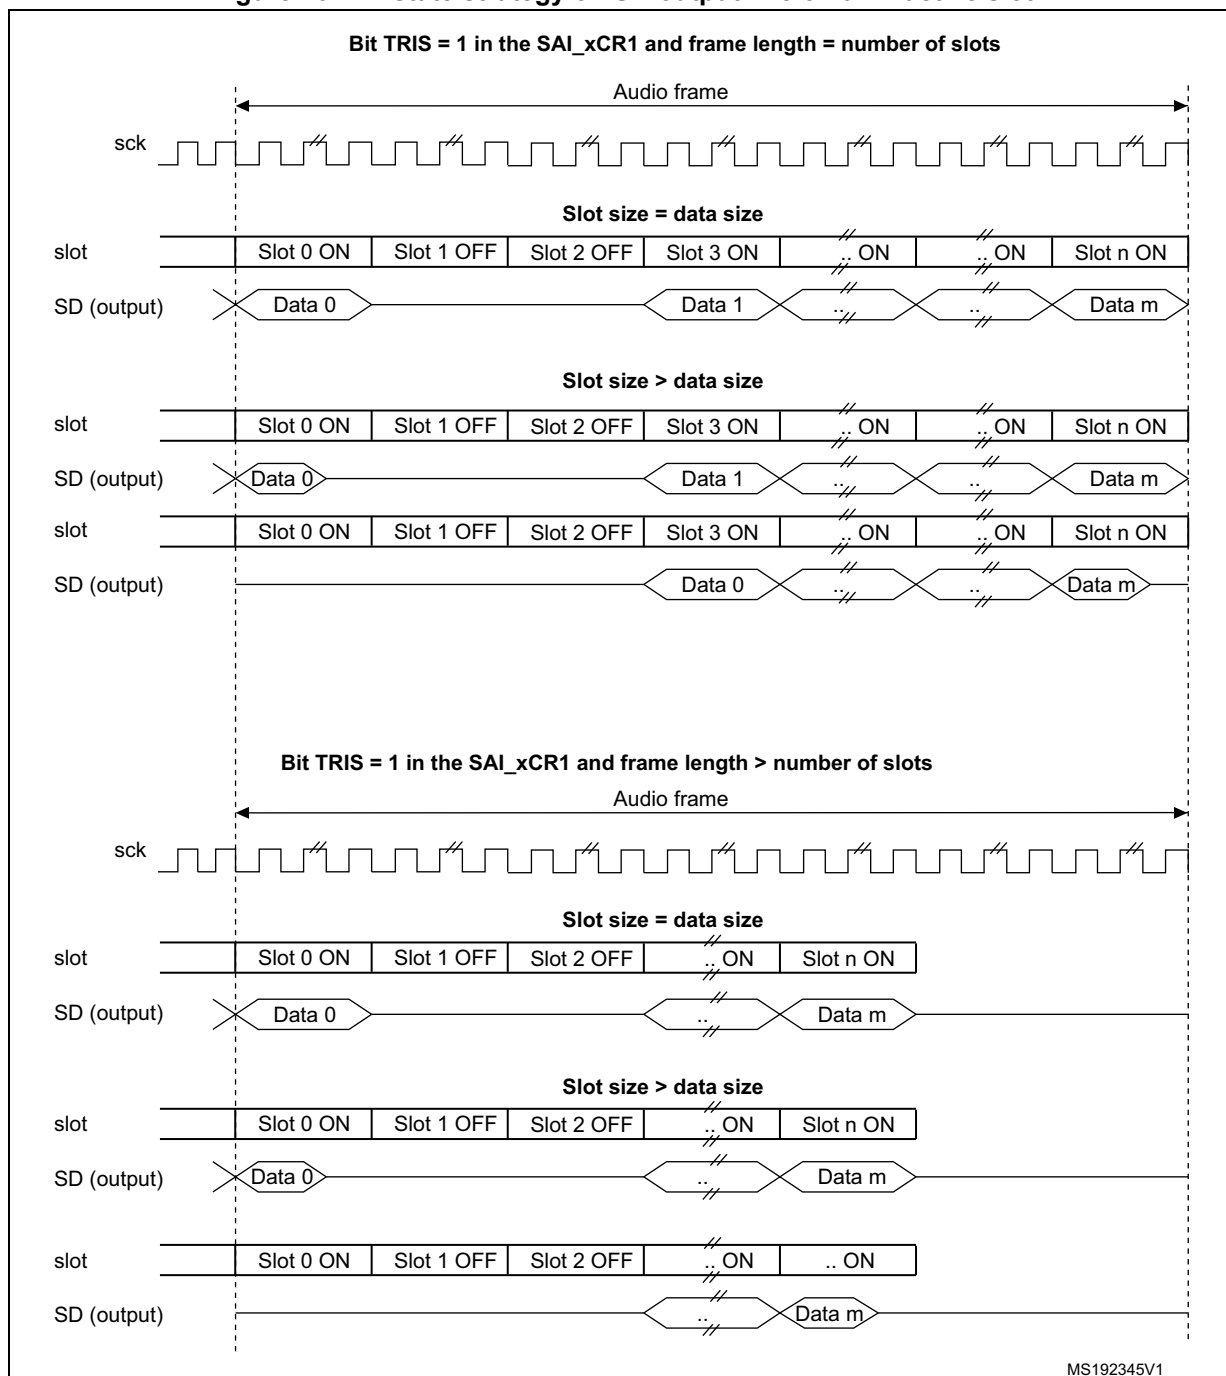 Bit TRIS = 1 in the SAI_xCR1 and frame length = number of slots
Audio frame
sck
Slot size = data size
slot Slot 0 ON Slot 1 OFF Slot 2 OFF Slot 3 ON .. ON .. ON Slot n ON
SD (output) Data 0 Data 1 .. .. Data m
Slot size > data size
slot Slot 0 ON Slot 1 OFF Slot 2 OFF Slot 3 ON .. ON .. ON Slot n ON
SD (output) Data 0 Data 1 .. .. Data m
slot Slot 0 ON Slot 1 OFF Slot 2 OFF Slot 3 ON .. ON .. ON Slot n ON
SD (output) Data 0 .. .. Data m
Bit TRIS = 1 in the SAI_xCR1 and frame length > number of slots
Audio frame
sck
Slot size = data size
slot Slot 0 ON Slot 1 OFF Slot 2 OFF .. ON Slot n ON
SD (output) Data 0 .. Data m
Slot size > data size
slot Slot 0 ON Slot 1 OFF Slot 2 OFF .. ON Slot n ON
SD (output) Data 0 .. Data m
slot Slot 0 ON Slot 1 OFF Slot 2 OFF .. ON .. ON
SD (output) .. Data m
MS192345V1